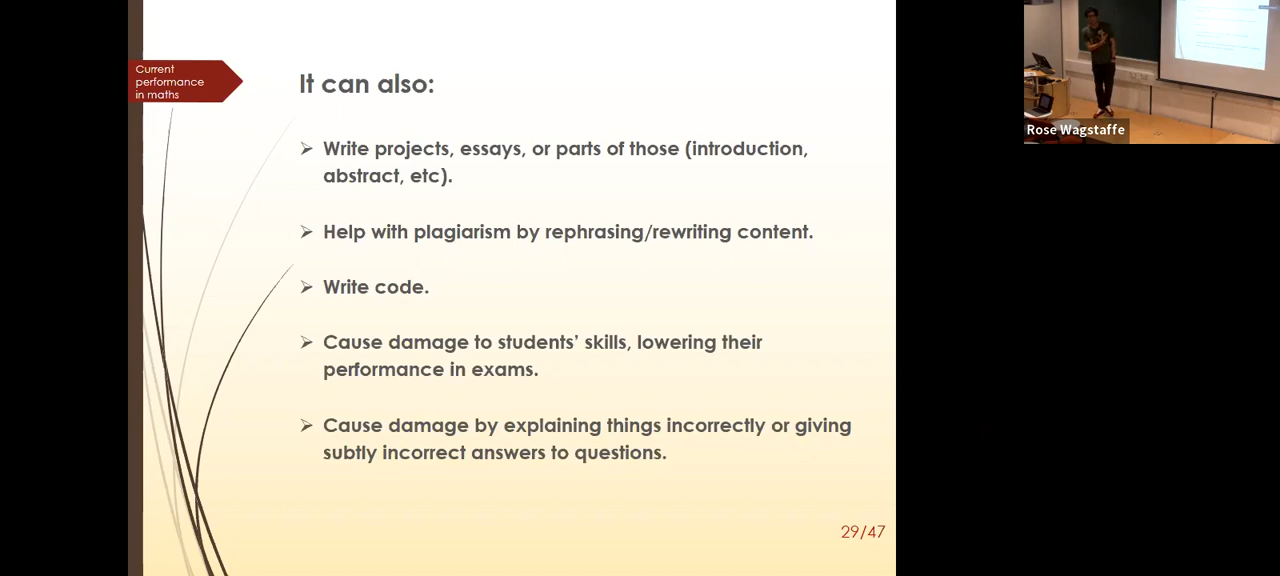 Current
performance
in maths
It can also:
➢ Write projects, essays, or parts of those (introduction,
abstract, etc).
➢ Help with plagiarism by rephrasing/rewriting content.
➢ Write code.
➢ Cause damage to students’ skills, lowering their
performance in exams.
➢ Cause damage by explaining things incorrectly or giving
subtly incorrect answers to questions.
29/47
Rose Wagstaffe